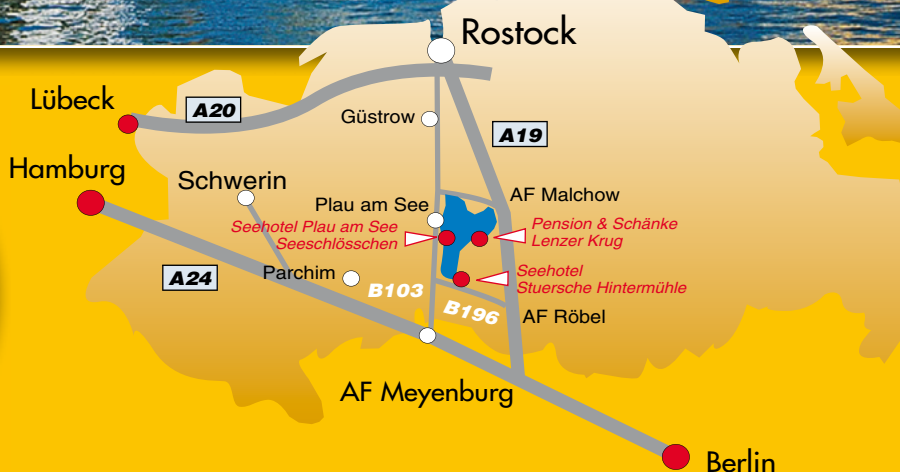 Rostock
Lübeck
A20
Güstrow
A19
Hamburg
Schwerin
AF Malchow
Plau am See
Seehotel Plau am See
Seeschlösschen
Pension & Schänke
Lenzer Krug
A24
Parchim
B103
Seehotel
Stuersche Hintermühle
B196
AF Röbel
AF Meyenburg
Berlin